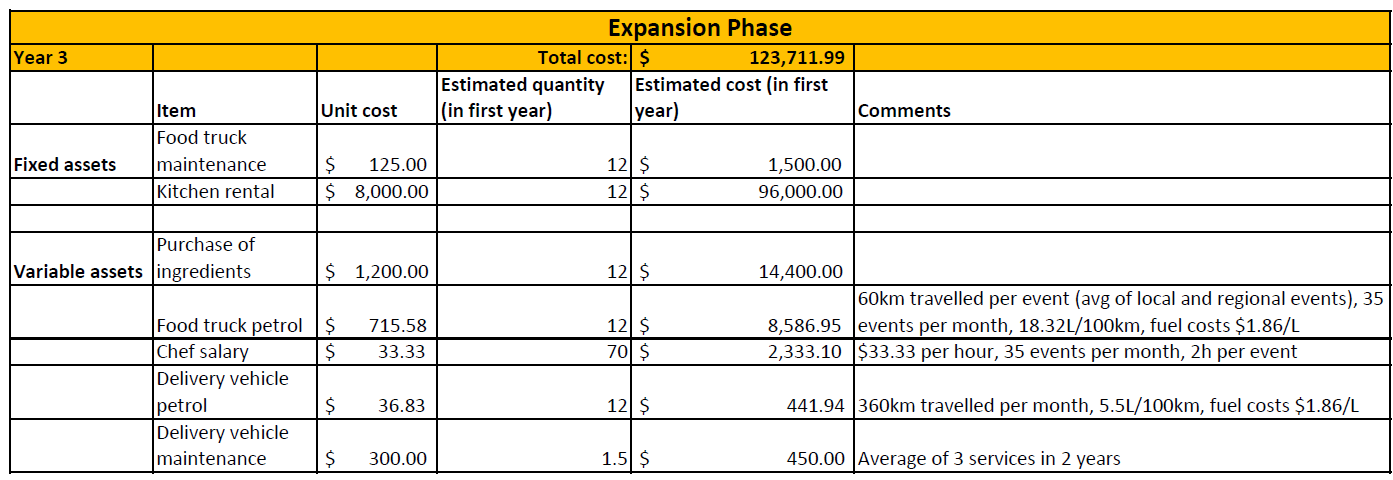 Expansion Phase
Year 3 Total cost: $ 123,711.99
Item Unit cost Estimated quantity (in first year) Estimated cost (in first year) Comments
Fixed assets Food truck maintenance $ 125.00 12 $ 1,500.00
Kitchen rental $ 8,000.00 12 $ 96,000.00
Variable assets Purchase of ingredients $ 1,200.00 12 $ 14,400.00
Food truck petrol $ 715.58 12 $ 8,586.95 60km travelled per event (avg of local and regional events), 35 events per month, 18.32L/100km, fuel costs $1.86/L
Chef salary $ 33.33 70 $ 2,333.10 $33.33 per hour, 35 events per month, 2h per event
Delivery vehicle petrol $ 36.83 12 $ 441.94 360km travelled per month, 5.5L/100km, fuel costs $1.86/L
Delivery vehicle maintenance $ 300.00 1.5 $ 450.00 Average of 3 services in 2 years